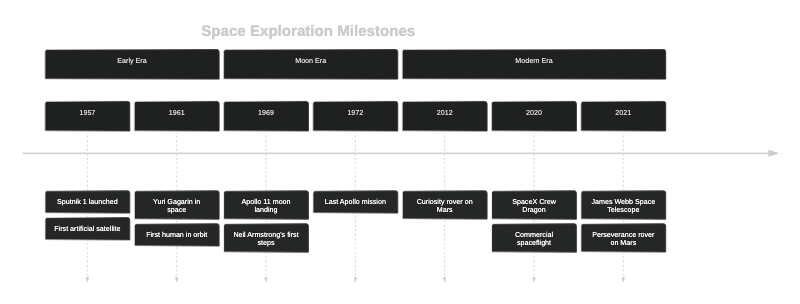 Space Exploration Milestones
Early Era
Moon Era
Modern Era
1957
1961
1969
1972
2012
2020
2021
Sputnik 1 launched
First artificial satellite
Yuri Gagarin in
space
First human in orbit
Apollo 11 moon
landing
Neil Armstrong's first
steps
Last Apollo mission
Curiosity rover on
Mars
SpaceX Crew
Dragon
Commercial
spaceflight
James Webb Space
Telescope
Perseverance rover
on Mars